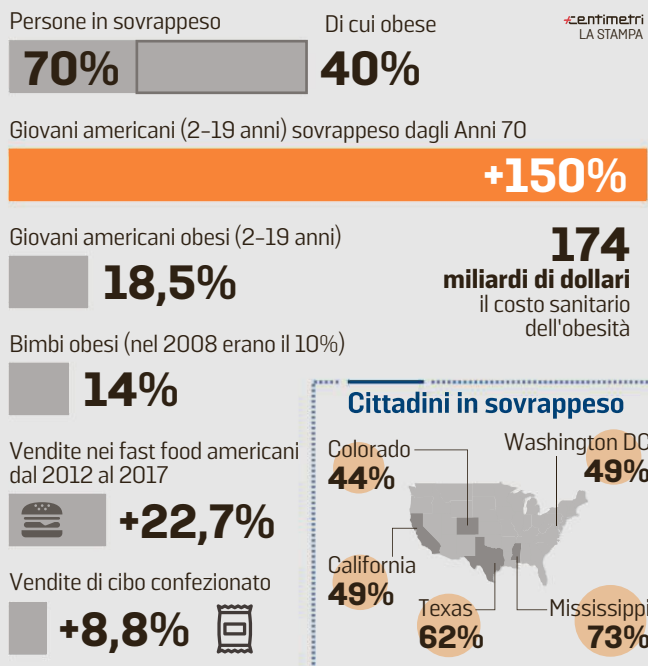 Persone in sovrappeso
70%
Di cui obese
40%
centimetri
LA STAMPA
Giovani americani (2-19 anni) sovrappeso dagli Anni 70
+150%
Giovani americani obesi (2-19 anni)
18,5%
174
miliardi di dollari
il costo sanitario
dell'obesità
Bimbi obesi (nel 2008 erano il 10%)
14%
Vendite nei fast food americani
dal 2012 al 2017
+22,7%
Vendite di cibo confezionato
+8,8%
Cittadini in sovrappeso
Colorado
44%
Washington DC
49%
California
49%
Texas
62%
Mississippi
73%